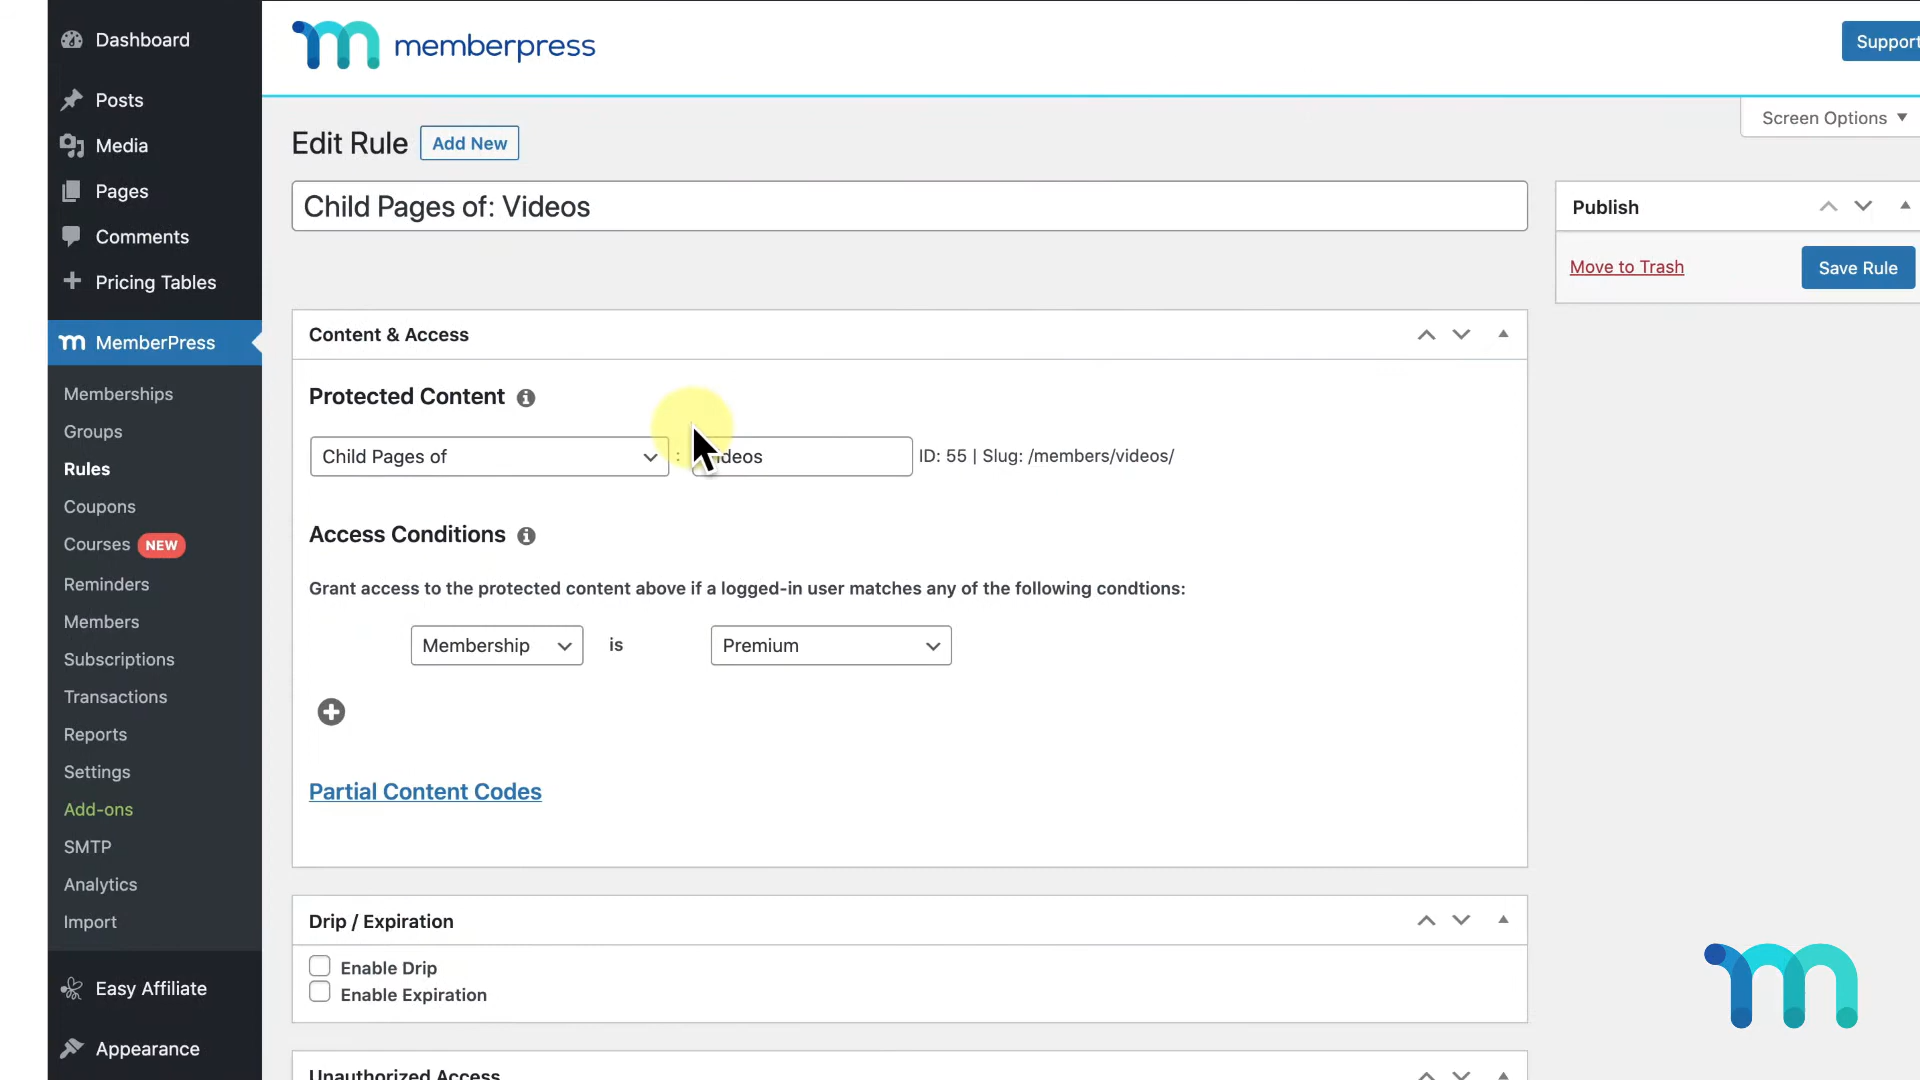 Dashboard
Posts
Media
Pages
Comments
Pricing Tables
MemberPress
Memberships
Groups
Rules
Coupons
Courses NEW
Reminders
Members
Subscriptions
Transactions
Reports
Settings
Add-ons
SMTP
Analytics
Import
Easy Affiliate
Appearance
memberpress
Support
Screen Options
Edit Rule Add New
Child Pages of: Videos
Publish
Move to Trash Save Rule
Content & Access
Protected Content
Child Pages of : ideos ID: 55 | Slug: /members/videos/
Access Conditions
Grant access to the protected content above if a logged-in user matches any of the following condtions:
Membership is Premium
Partial Content Codes
Drip / Expiration
Enable Drip
Enable Expiration
Unauthorized Access